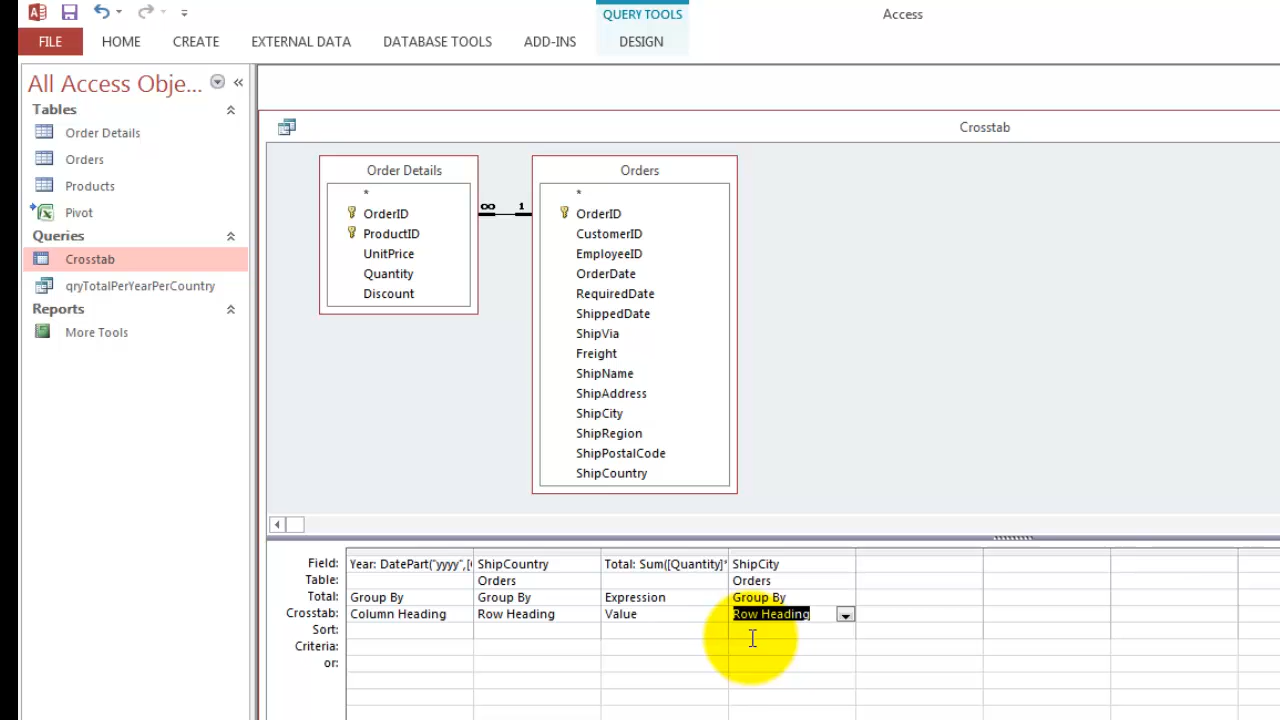 QUERY TOOLS
Access
FILE
HOME
CREATE
EXTERNAL DATA
DATABASE TOOLS
ADD-INS
DESIGN
All Access Obje...
Tables
Order Details
Orders
Products
Pivot
Queries
Crosstab
qryTotalPerYearPerCountry
Reports
More Tools
Crosstab
Order Details
*
OrderID
ProductID
UnitPrice
Quantity
Discount
∞ 1
Orders
*
OrderID
CustomerID
EmployeeID
OrderDate
RequiredDate
ShippedDate
ShipVia
Freight
ShipName
ShipAddress
ShipCity
ShipRegion
ShipPostalCode
ShipCountry
Field: Year: DatePart("yyyy",[ ShipCountry Total: Sum([Quantity]* ShipCity
Table: Orders Orders
Total: Group By Group By Expression Group By
Crosstab: Column Heading Row Heading Value Row Heading
Sort:
Criteria:
or: